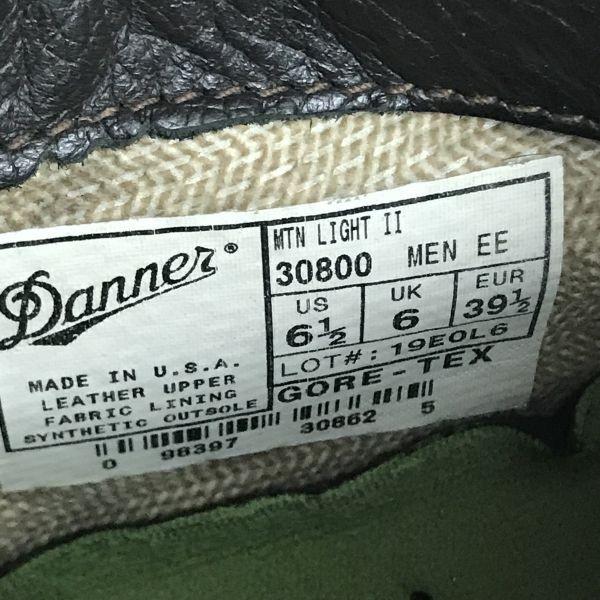 Danner®
MADE IN U.S.A.
LEATHER UPPER
FABRIC LINING
SYNTHETIC OUTSOLE
MTN LIGHT II
30800 MEN EE
US UK EUR
6½ 6 39½
LOT#: 19EOL6
GORE-TEX
0 98397 30862 5